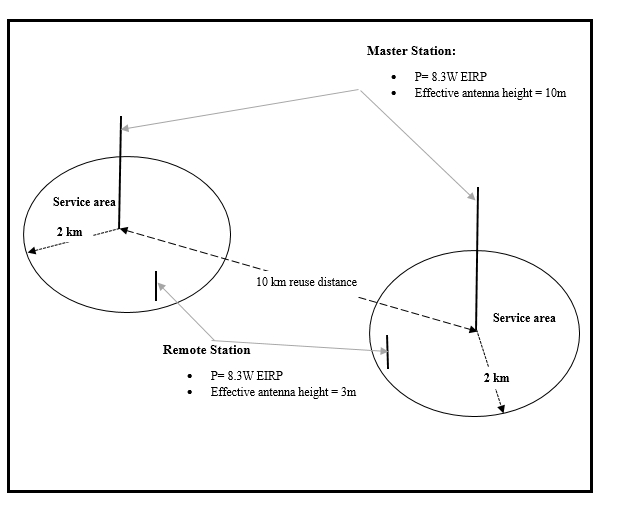 Master Station:
• P= 8.3W EIRP
• Effective antenna height = 10m
Service area
2 km
10 km reuse distance
Service area
Remote Station
• P= 8.3W EIRP
• Effective antenna height = 3m
2 km